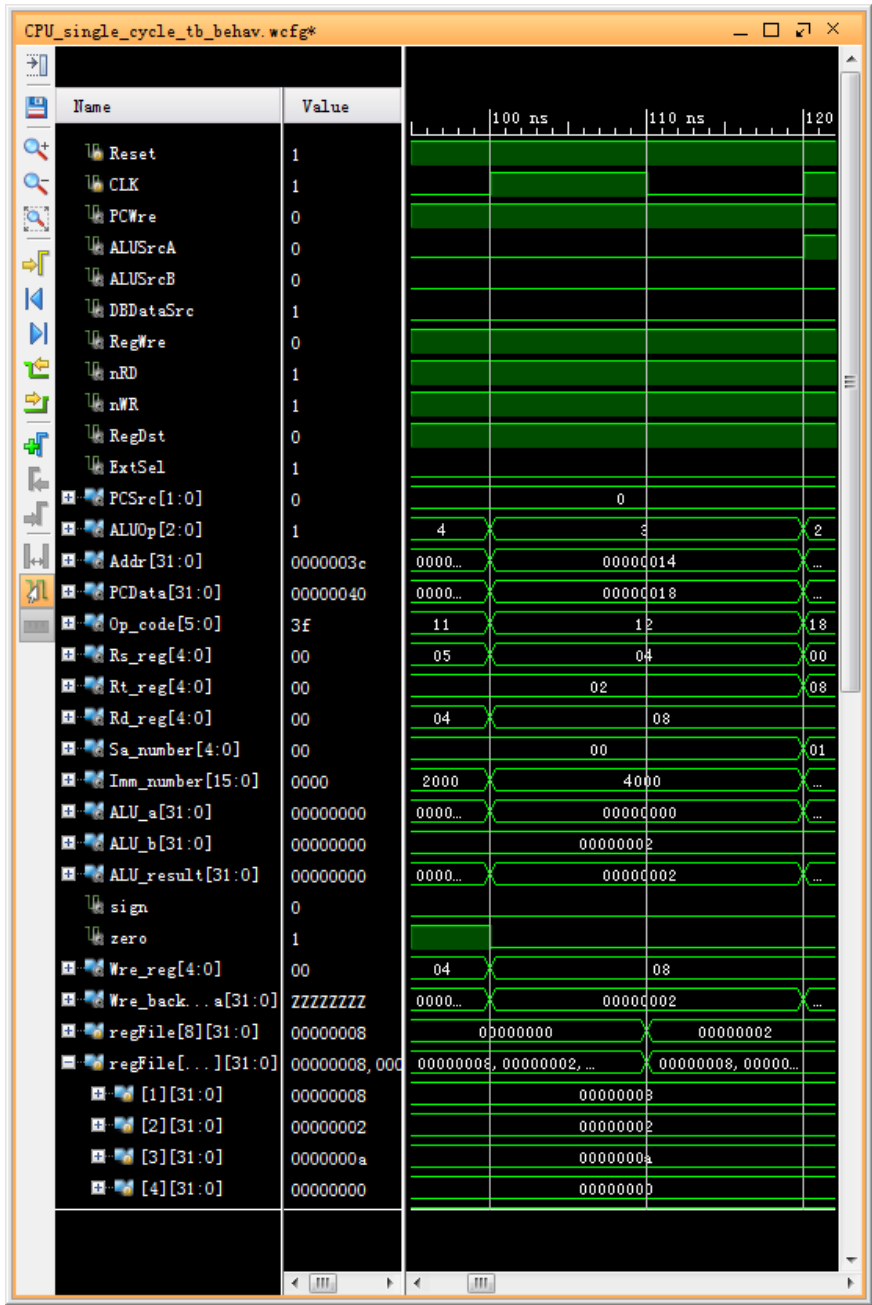 CPU_single_cycle_tb_behav.wcfg*
Name Value
100 ns 110 ns 120
Reset 1
CLK 1
PCWre 0
ALUSrcA 0
ALUSrcB 0
DBDataSrc 1
RegWre 0
nRD 1
nWR 1
RegDst 0
ExtSel 1
PCSrc[1:0] 0 0
ALUOp[2:0] 1 4 3 2
Addr[31:0] 0000003c 0000... 00000014 ...
PCData[31:0] 00000040 0000... 00000018 ...
Op_code[5:0] 3f 11 12 18
Rs_reg[4:0] 00 05 04 00
Rt_reg[4:0] 00 02 08
Rd_reg[4:0] 00 04 08
Sa_number[4:0] 00 00 01
Imm_number[15:0] 0000 2000 4000 ...
ALU_a[31:0] 00000000 0000... 00000000 ...
ALU_b[31:0] 00000000 00000002
ALU_result[31:0] 00000000 0000... 00000002 ...
sign 0
zero 1
Wre_reg[4:0] 00 04 08
Wre_back...a[31:0] ZZZZZZZZ 0000... 00000002 ...
regFile[8][31:0] 00000008 00000000 00000002
regFile[...][31:0] 00000008,000 00000008, 00000002, ... 00000008, 00000...
[1][31:0] 00000008 00000008
[2][31:0] 00000002 00000002
[3][31:0] 0000000a 0000000a
[4][31:0] 00000000 00000000